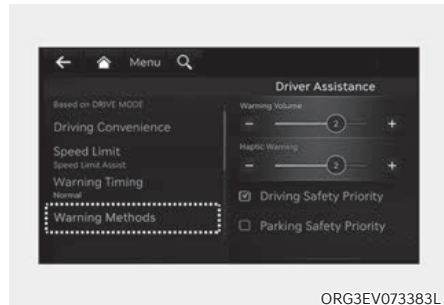 Menu
Driver Assistance
Based on DRIVE MODE
Driving Convenience
Speed Limit
Speed Limit Assist
Warning Timing
Normal
Warning Methods
Warning Volume
- 2 +
Haptic Warning
- 2 +
Driving Safety Priority
Parking Safety Priority
ORG3EV073383L